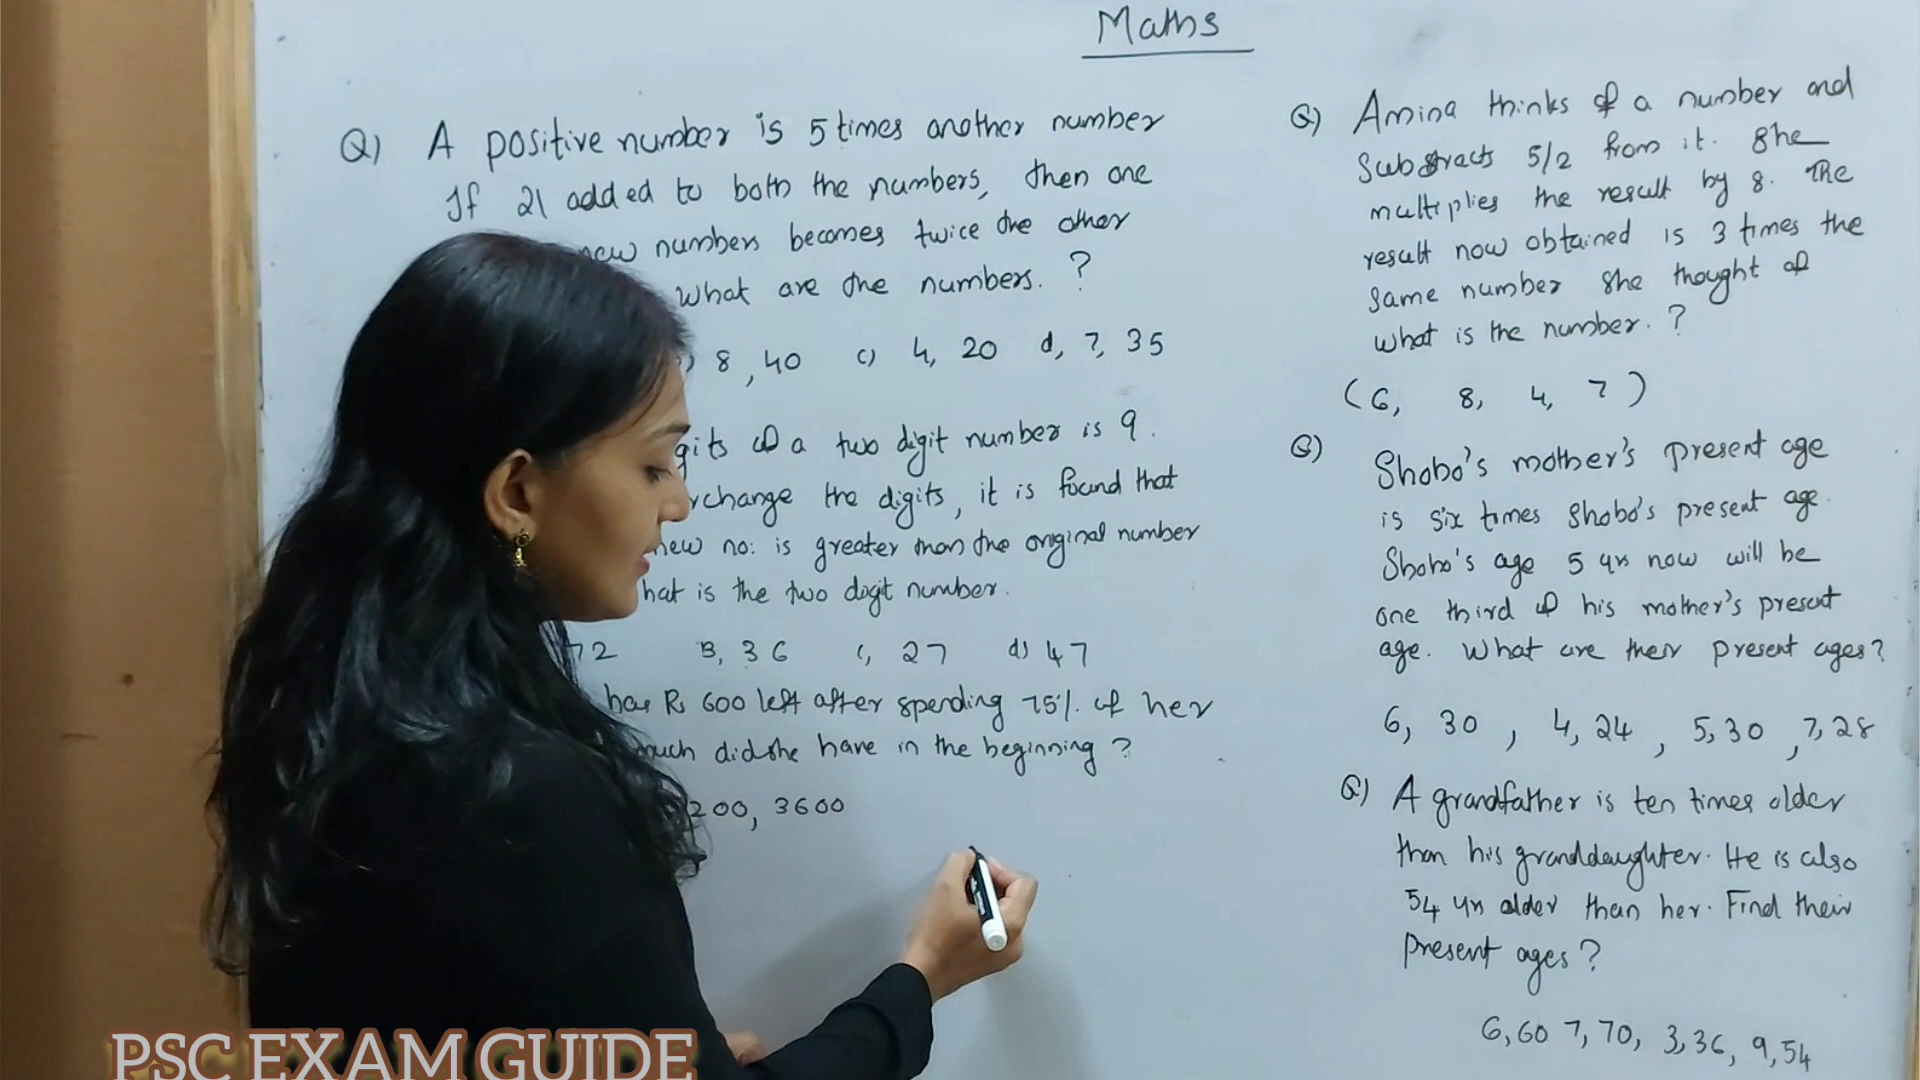 Maths
Q) A positive number is 5 times another number
If 21 added to both the numbers, then one
new numbers becomes twice the other
What are the numbers. ?
8, 40 c) 4, 20 d, 7, 35
gits of a two digit number is 9.
rchange the digits, it is found that
new no: is greater than the original number
hat is the two digit number.
72 B, 36 c, 27 d) 47
has Rs 600 left after spending 75% of her
much did she have in the beginning ?
200, 3600
Q) Amina thinks of a number and
Substracts 5/2 from it. She
multiplies the result by 8. The
result now obtained is 3 times the
same number she thought of
what is the number. ?
(6, 8, 4, 7)
Q) Shobo's mother's present age
is six times Shobo's present age.
Shobo's age 5 yrs now will be
one third of his mother's present
age. What are their present ages?
6, 30, 4, 24, 5, 30, 7, 28
Q) A grandfather is ten times older
than his granddaughter. He is also
54 yrs older than her. Find their
present ages?
6, 60 7, 70, 3, 36, 9, 54
PSC EXAM GUIDE